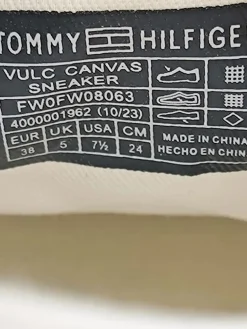 TOMMY HILFIGE
VULC CANVAS
SNEAKER
FW0FW08063
4000001962 (10/23)
EUR UK USA CM
38 5 7½ 24
MADE IN CHINA
HECHO EN CHIN